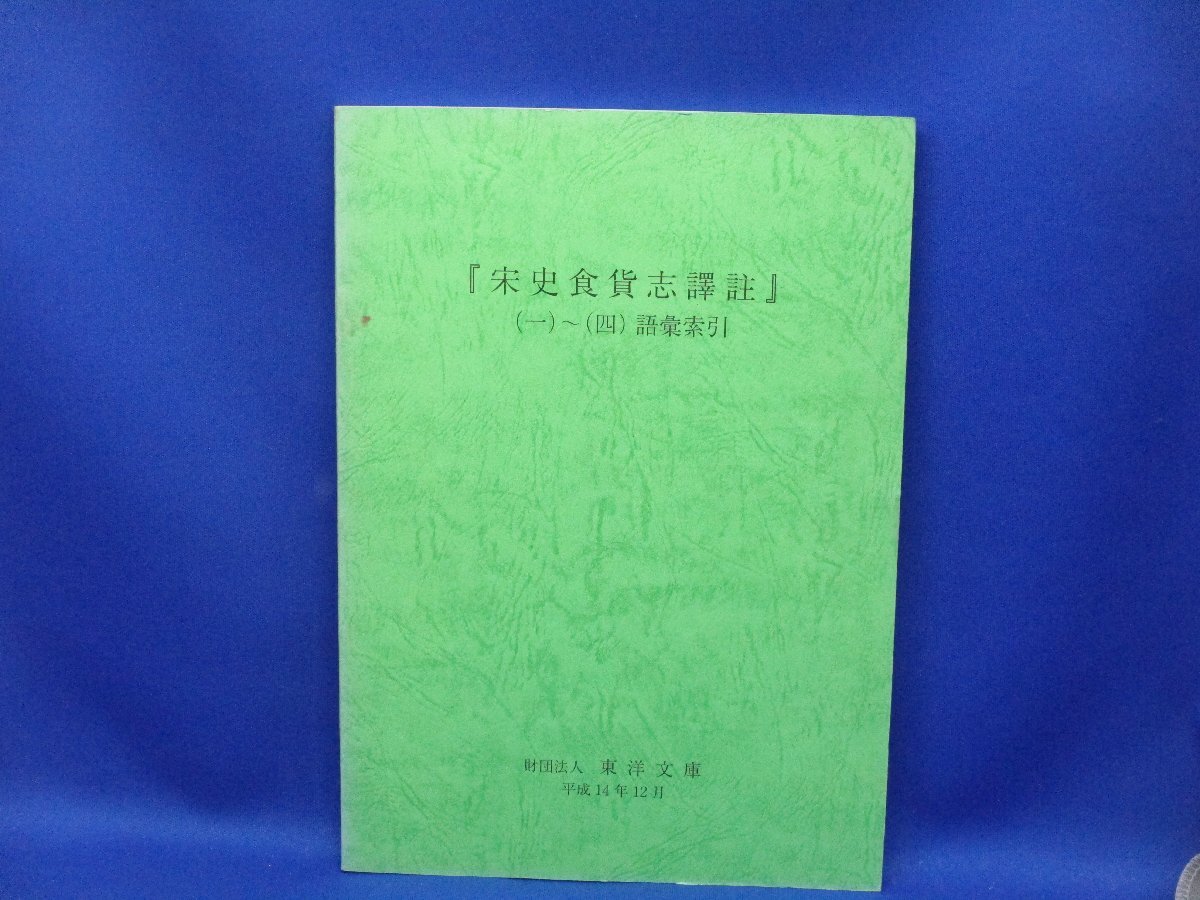 『宋史食貨志譯註』
(一)~(四) 語彙索引
財団法人 東洋文庫
平成14年12月